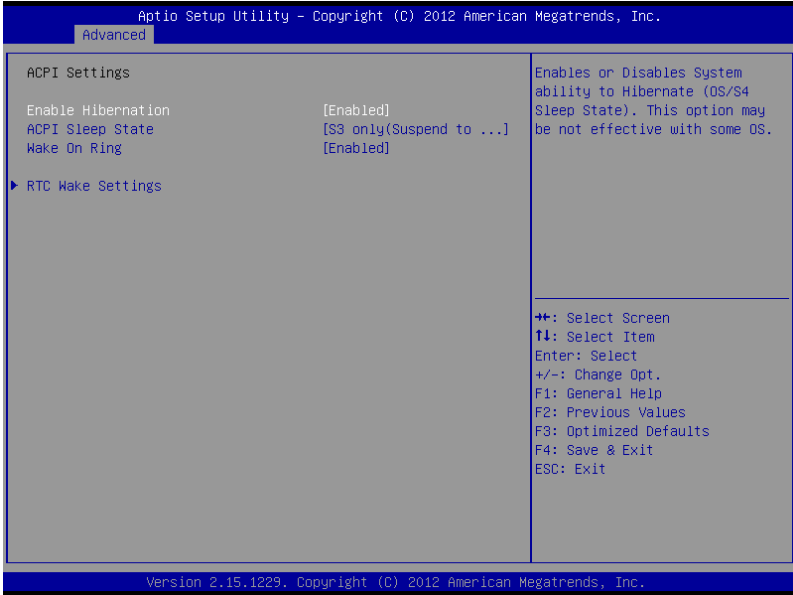 Aptio Setup Utility – Copyright (C) 2012 American Megatrends, Inc.
Advanced
ACPI Settings
Enable Hibernation [Enabled]
ACPI Sleep State [S3 only(Suspend to ...]
Wake On Ring [Enabled]
RTC Wake Settings
Enables or Disables System
ability to Hibernate (OS/S4
Sleep State). This option may
be not effective with some OS.
→←: Select Screen
↑↓: Select Item
Enter: Select
+/-: Change Opt.
F1: General Help
F2: Previous Values
F3: Optimized Defaults
F4: Save & Exit
ESC: Exit
Version 2.15.1229. Copyright (C) 2012 American Megatrends, Inc.